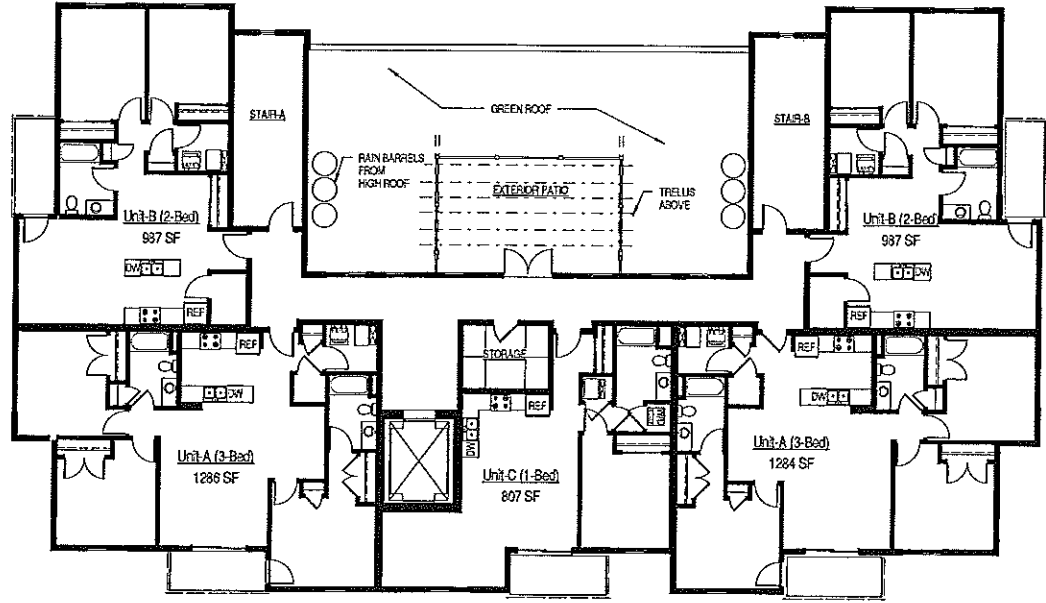 STAIR-A
GREEN ROOF
STAIR-B
RAIN BARRELS
FROM
HIGH ROOF
EXTERIOR PATIO
TRELLIS
ABOVE
Unit-B (2-Bed)
987 SF
DW
REF
Unit-B (2-Bed)
987 SF
DW
REF
REF
DW
Unit-A (3-Bed)
1286 SF
STORAGE
REF
DW
Unit-C (1-Bed)
807 SF
REF
DW
Unit-A (3-Bed)
1284 SF